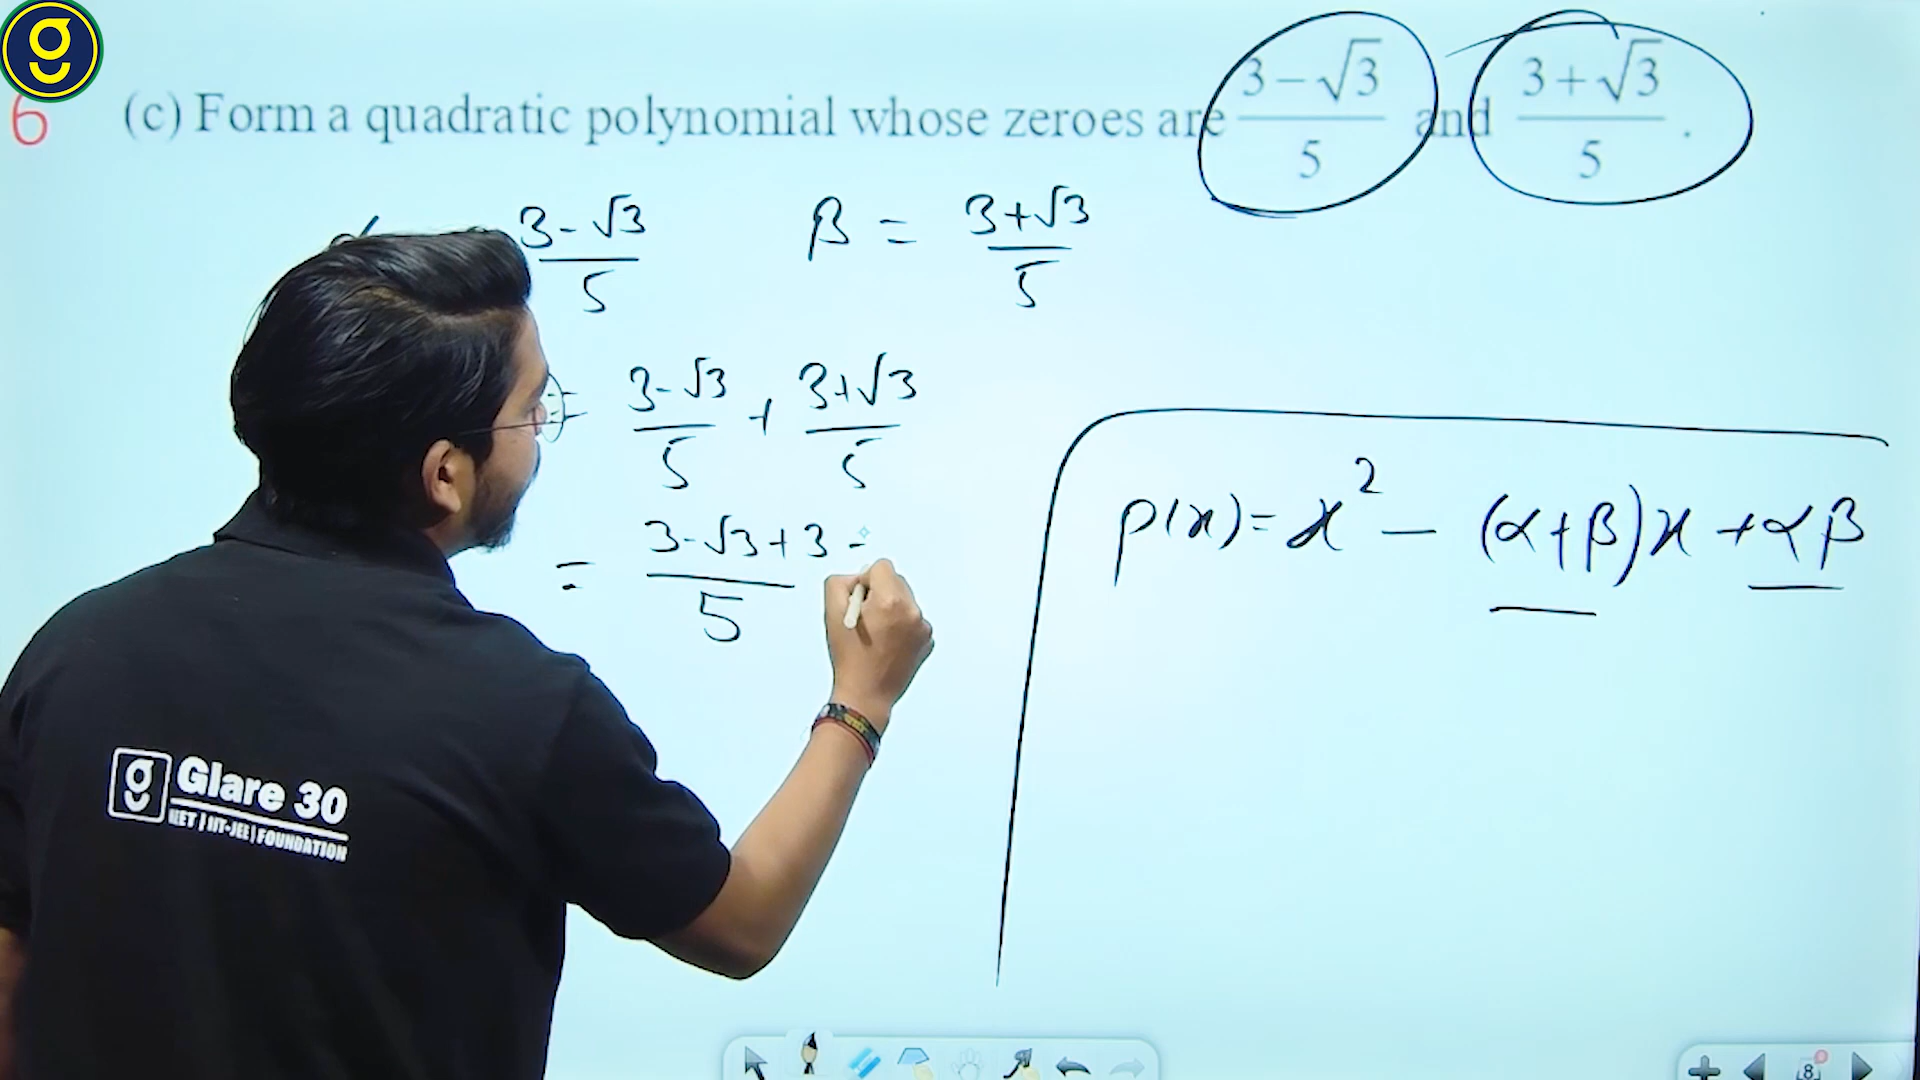 g
6 (c) Form a quadratic polynomial whose zeroes are (3−√3)/5 and (3+√3)/5 .
3-√3/5 β = 3+√3/5
= 3-√3/5 + 3+√3/5
= 3-√3+3/5
p(x) = x² − (α+β)x + αβ
g Glare 30
NEET | IIT-JEE | FOUNDATION
8